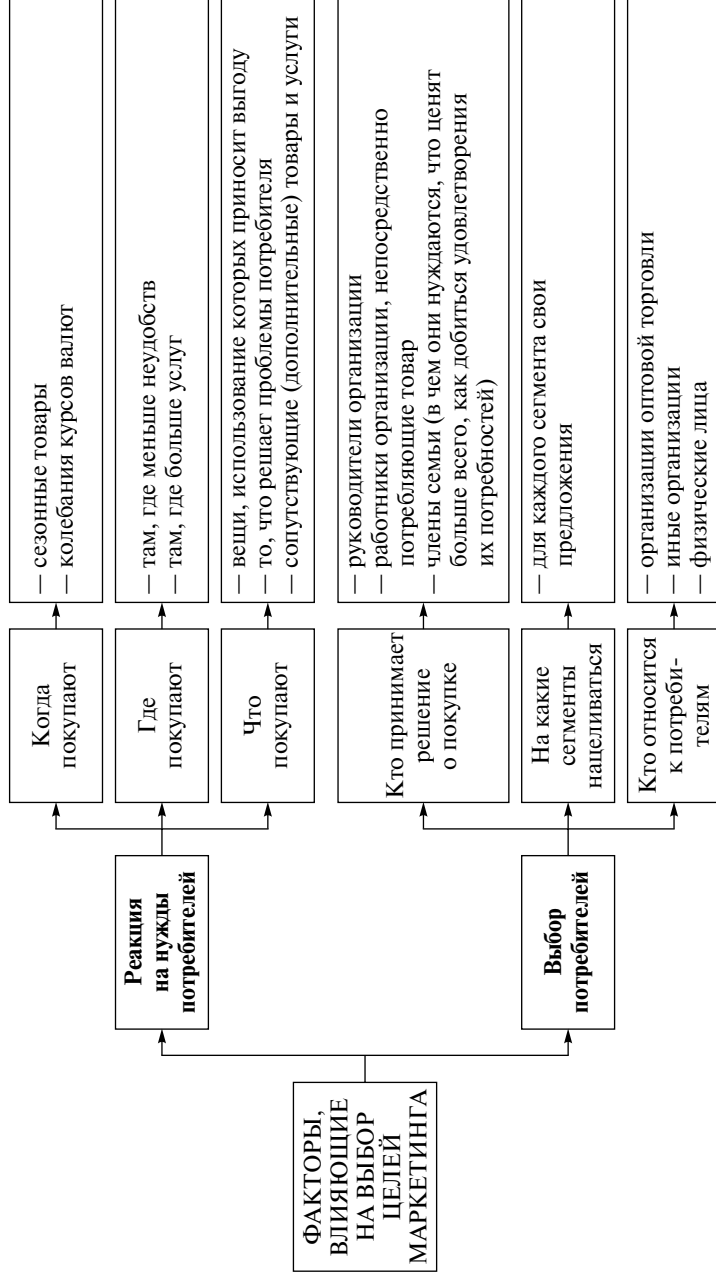 ФАКТОРЫ,
ВЛИЯЮЩИЕ
НА ВЫБОР
ЦЕЛЕЙ
МАРКЕТИНГА
Реакция
на нужды
потребителей
Когда
покупают
— сезонные товары
— колебания курсов валют
Где
покупают
— там, где меньше неудобств
— там, где больше услуг
Что
покупают
— вещи, использование которых приносит выгоду
— то, что решает проблемы потребителя
— сопутствующие (дополнительные) товары и услуги
Выбор
потребителей
Кто принимает
решение
о покупке
— руководители организации
— работники организации, непосредственно
потребляющие товар
— члены семьи (в чем они нуждаются, что ценят
больше всего, как добиться удовлетворения
их потребностей)
На какие
сегменты
нацеливаться
— для каждого сегмента свои
предложения
Кто относится
к потреби-
телям
— организации оптовой торговли
— иные организации
— физические лица